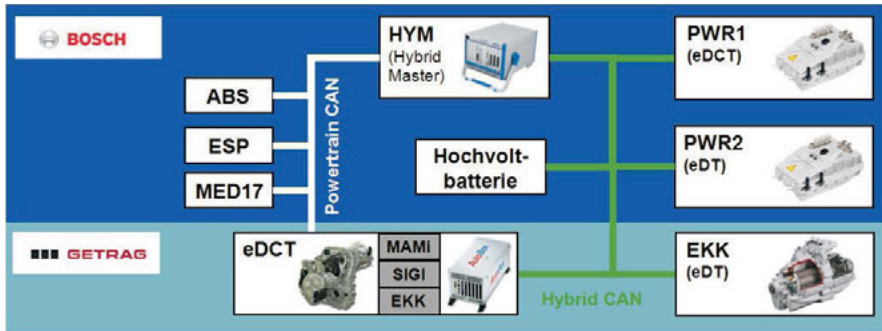 BOSCH
HYM
(Hybrid
Master)
PWR1
(eDCT)
ABS
ESP
MED17
Powertrain CAN
Hochvolt-
batterie
PWR2
(eDT)
GETRAG
eDCT
MAMi
SIGI
EKK
AutoBox
Hybrid CAN
EKK
(eDT)